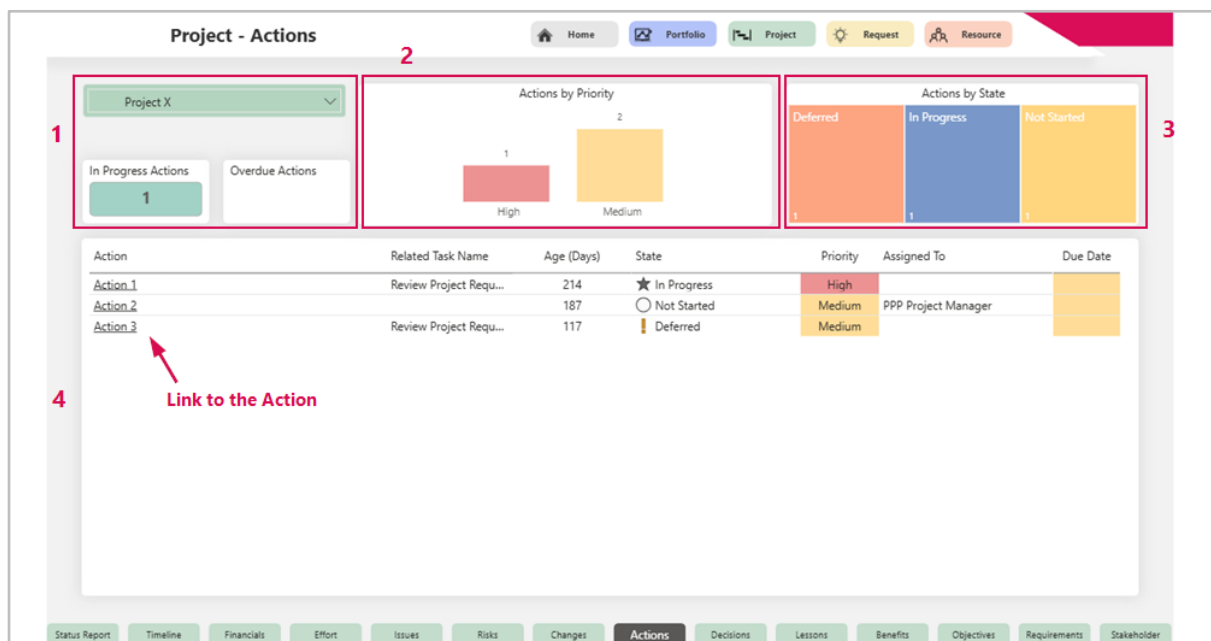 Project - Actions
Home
Portfolio
Project
Request
Resource
2
1
Project X
In Progress Actions
1
Overdue Actions
Actions by Priority
2
1
High
Medium
Actions by State
Deferred
In Progress
Not Started
1
1
1
3
4
Action Related Task Name Age (Days) State Priority Assigned To Due Date
Action 1 Review Project Requ... 214 In Progress High
Action 2 187 Not Started Medium PPP Project Manager
Action 3 Review Project Requ... 117 Deferred Medium
Link to the Action
Status Report Timeline Financials Effort Issues Risks Changes Actions Decisions Lessons Benefits Objectives Requirements Stakeholder